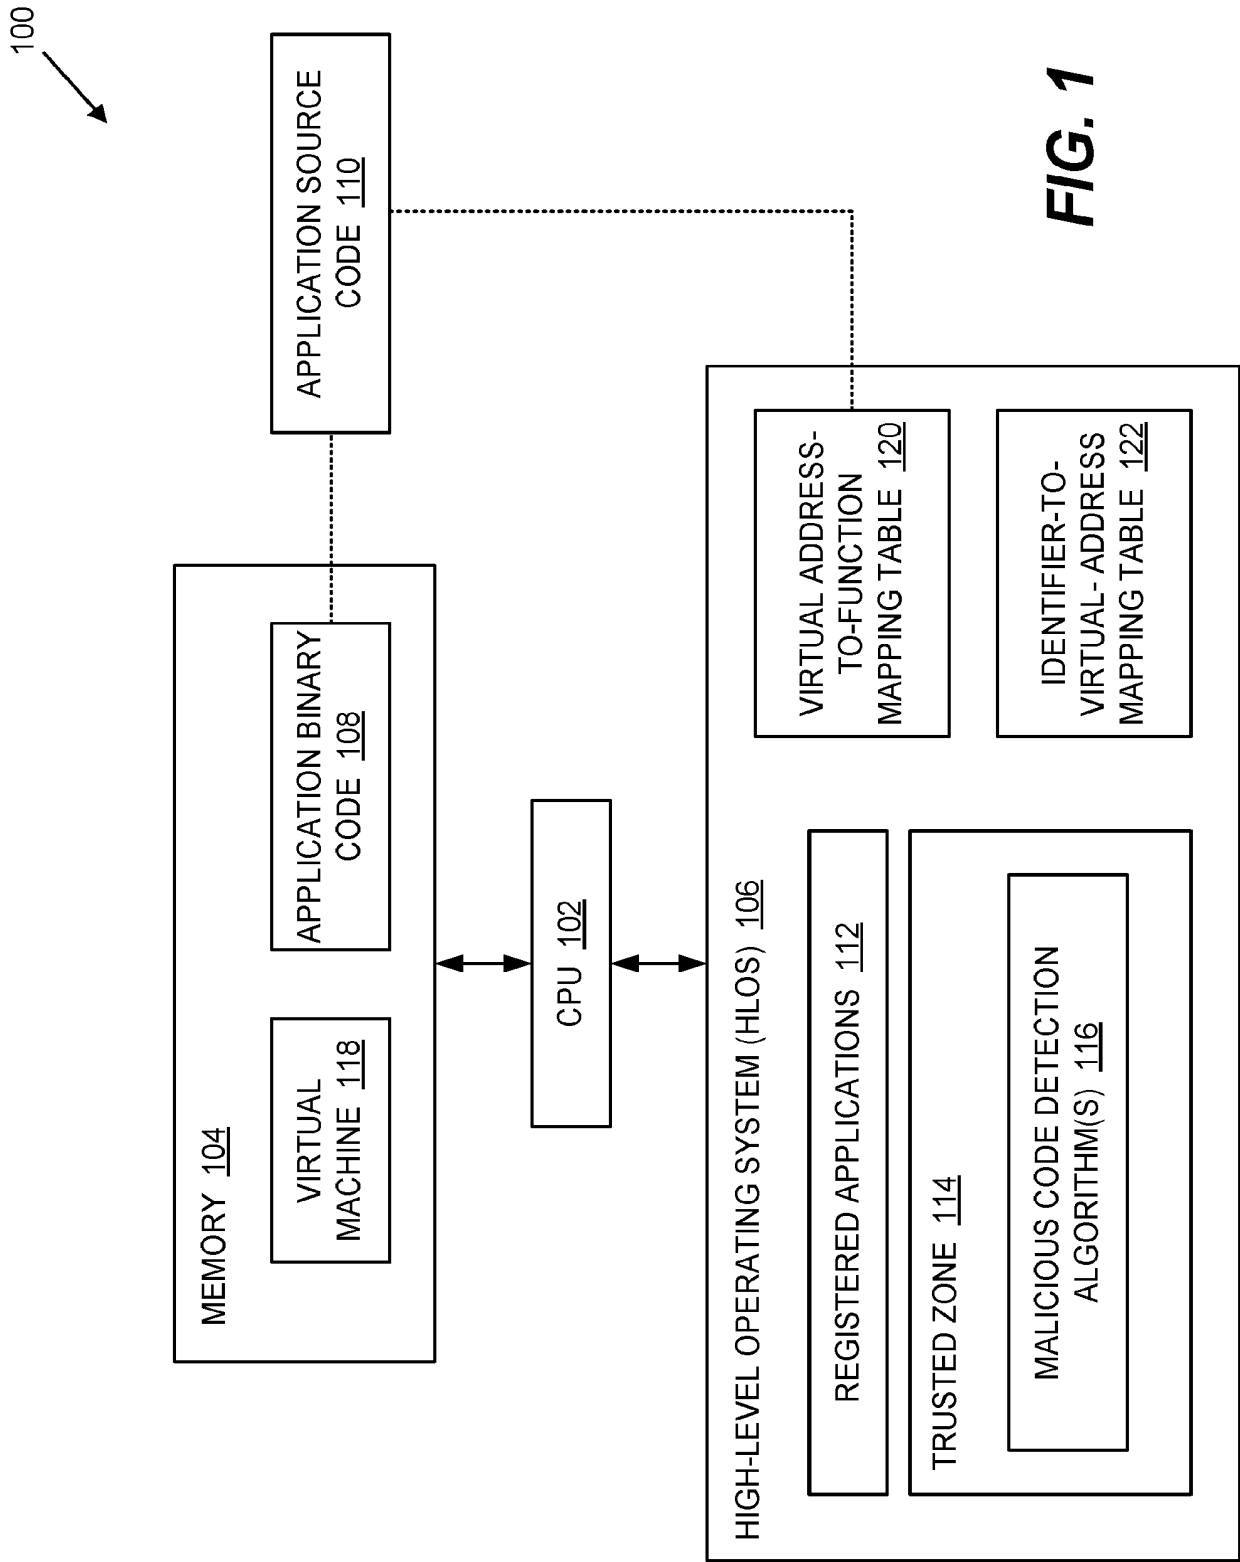 100
MEMORY 104
VIRTUAL
MACHINE 118
APPLICATION BINARY
CODE 108
APPLICATION SOURCE
CODE 110
CPU 102
HIGH-LEVEL OPERATING SYSTEM (HLOS) 106
REGISTERED APPLICATIONS 112
TRUSTED ZONE 114
MALICIOUS CODE DETECTION
ALGORITHM(S) 116
VIRTUAL ADDRESS-
TO-FUNCTION
MAPPING TABLE 120
IDENTIFIER-TO-
VIRTUAL- ADDRESS
MAPPING TABLE 122
FIG. 1